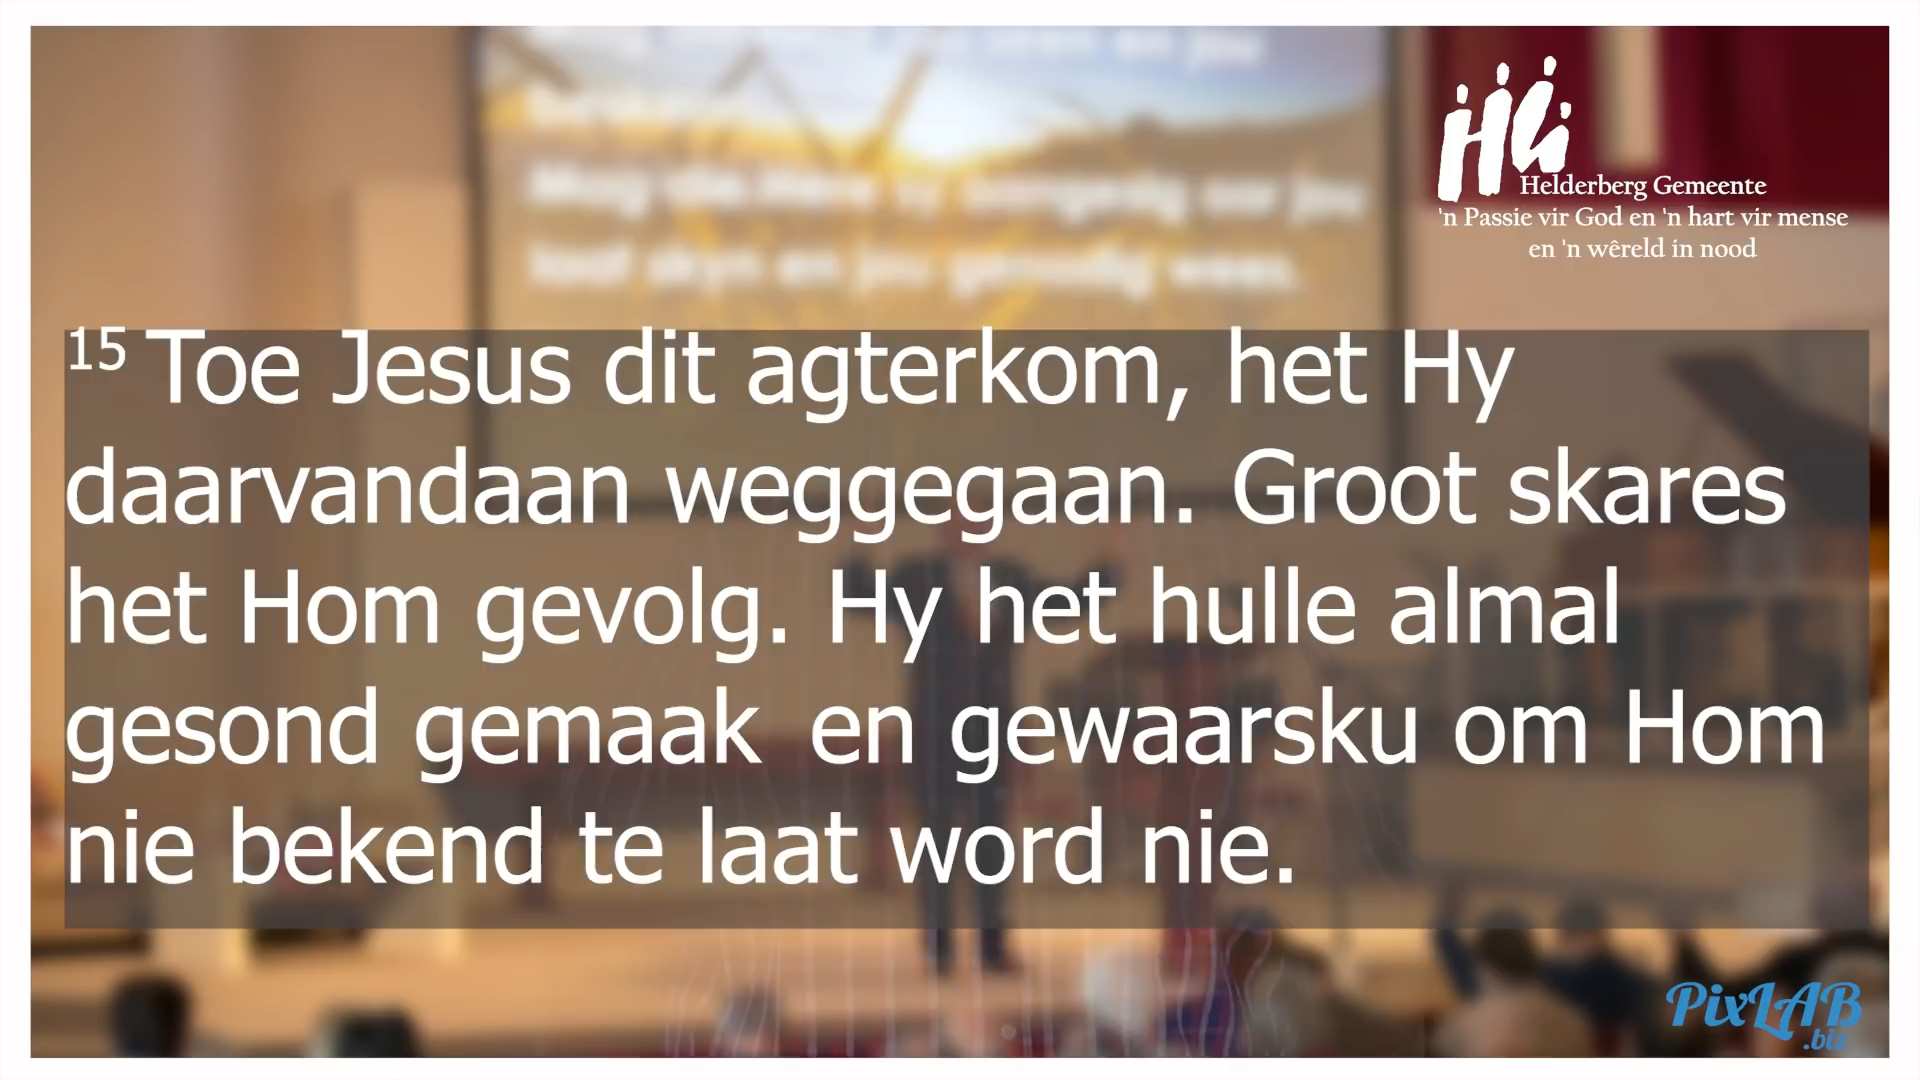 Helderberg Gemeente
'n Passie vir God en 'n hart vir mense
en 'n wêreld in nood
15 Toe Jesus dit agterkom, het Hy
daarvandaan weggegaan. Groot skares
het Hom gevolg. Hy het hulle almal
gesond gemaak  en gewaarsku om Hom
nie bekend te laat word nie.
PixLAB
.biz